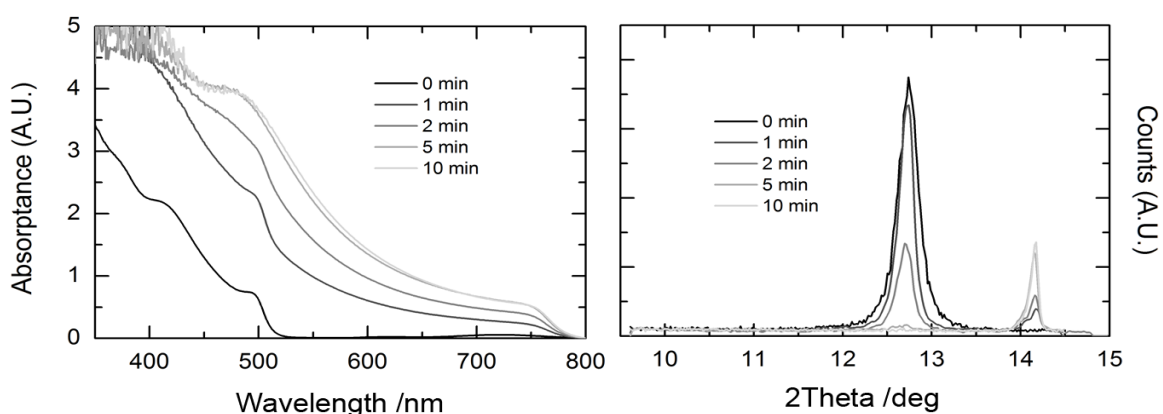 5
4
3
2
1
0
Absorptance (A.U.)
0 min
1 min
2 min
5 min
10 min
400
500
600
700
800
Wavelength /nm
0 min
1 min
2 min
5 min
10 min
10
11
12
13
14
15
2Theta /deg
Counts (A.U.)